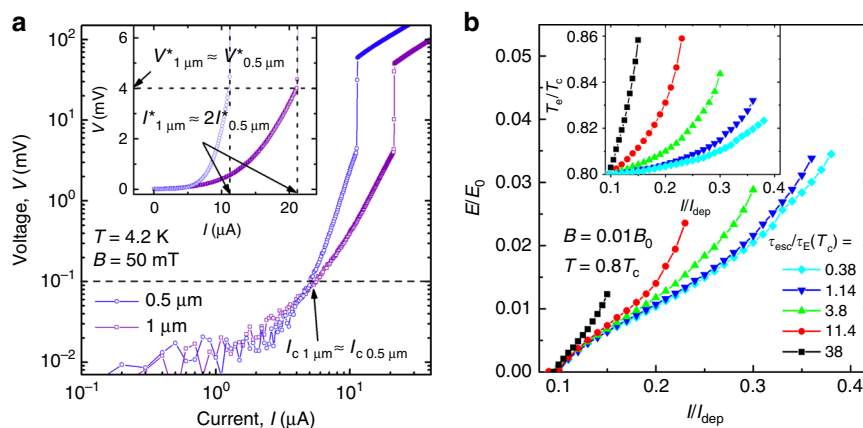 a
Voltage, V (mV)
10²
10¹
10⁰
10⁻¹
10⁻²
10⁻¹
10⁰
10¹
Current, I (μA)
V (mV)
6
4
2
0
0
10
20
I (μA)
V*1 μm ≈ V*0.5 μm
I*1 μm ≈ 2I*0.5 μm
T = 4.2 K
B = 50 mT
0.5 μm
1 μm
Ic 1 μm ≈ Ic 0.5 μm
b
E/E0
0.05
0.04
0.03
0.02
0.01
0.00
0.1
0.2
0.3
0.4
I/Idep
Te/Tc
0.86
0.84
0.82
0.80
0.1
0.2
0.3
0.4
I/Idep
B = 0.01B0
T = 0.8Tc
τesc/τE(Tc) =
0.38
1.14
3.8
11.4
38